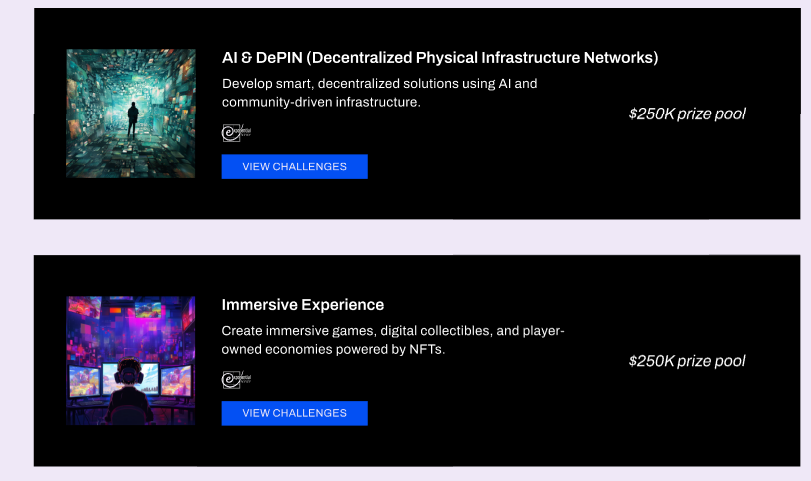 AI & DePIN (Decentralized Physical Infrastructure Networks)
Develop smart, decentralized solutions using AI and
community-driven infrastructure.
$250K prize pool
VIEW CHALLENGES
Immersive Experience
Create immersive games, digital collectibles, and player-
owned economies powered by NFTs.
$250K prize pool
VIEW CHALLENGES